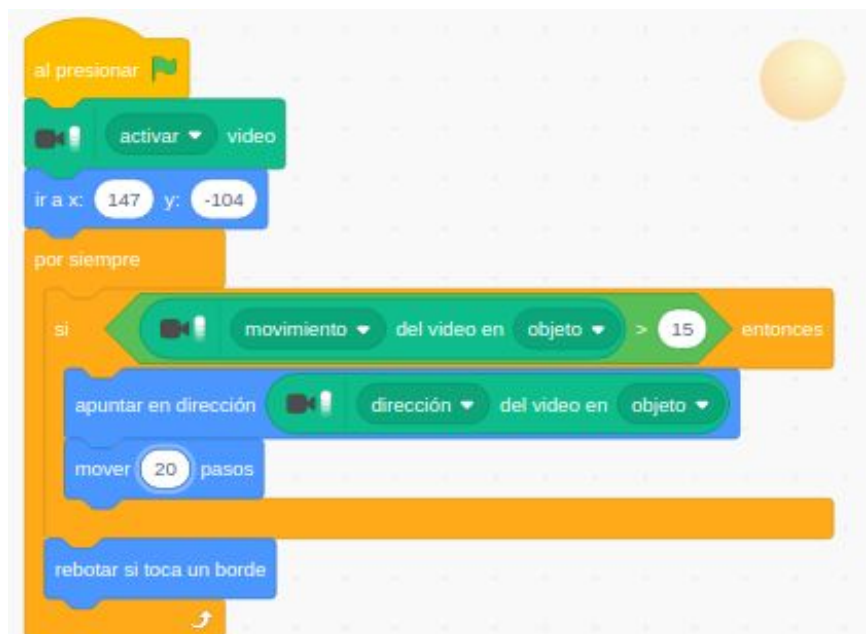 al presionar
activar video
ir a x: 147 y: -104
por siempre
si movimiento del video en objeto > 15 entonces
apuntar en dirección dirección del video en objeto
mover 20 pasos
rebotar si toca un borde